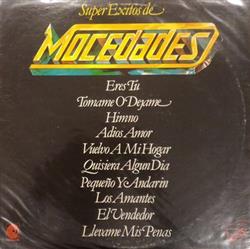 Super Exitos de
MOCEDADES
Eres Tu
Tomame O Dejame
Himno
Adios Amor
Vuelvo A Mi Hogar
Quisiera Algun Dia
Pequeño Y Andarin
Los Amantes
El Vendedor
Llevame Mis Penas